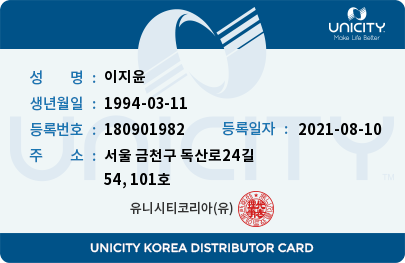 UNICITY
Make Life Better
성 명 : 이지윤
생년월일 : 1994-03-11
등록번호 : 180901982 등록일자 : 2021-08-10
주 소 : 서울 금천구 독산로24길
54, 101호
UNICITY
TM
유니시티코리아(유)
UNICITY KOREA DISTRIBUTOR CARD